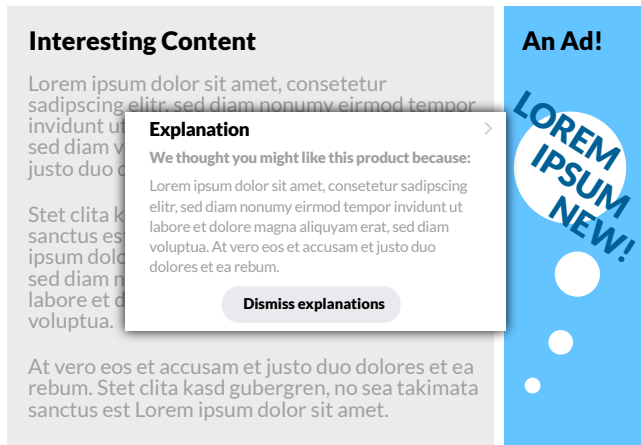 Interesting Content
Lorem ipsum dolor sit amet, consetetur
sadipscing elitr, sed diam nonumy eirmod tempor
invidunt ut
sed diam
justo duo
Stet clita
sanctus
ipsum
sed diam
labore et
voluptua.
At vero eos et accusam et justo duo dolores et ea
rebum. Stet clita kasd gubergren, no sea takimata
sanctus est Lorem ipsum dolor sit amet.
Explanation
We thought you might like this product because:
Lorem ipsum dolor sit amet, consetetur sadipscing
elitr, sed diam nonumy eirmod tempor invidunt ut
labore et dolore magna aliquyam erat, sed diam
voluptua. At vero eos et accusam et justo duo
dolores et ea rebum.
Dismiss explanations
An Ad!
LOREM
IPSUM
NEW!